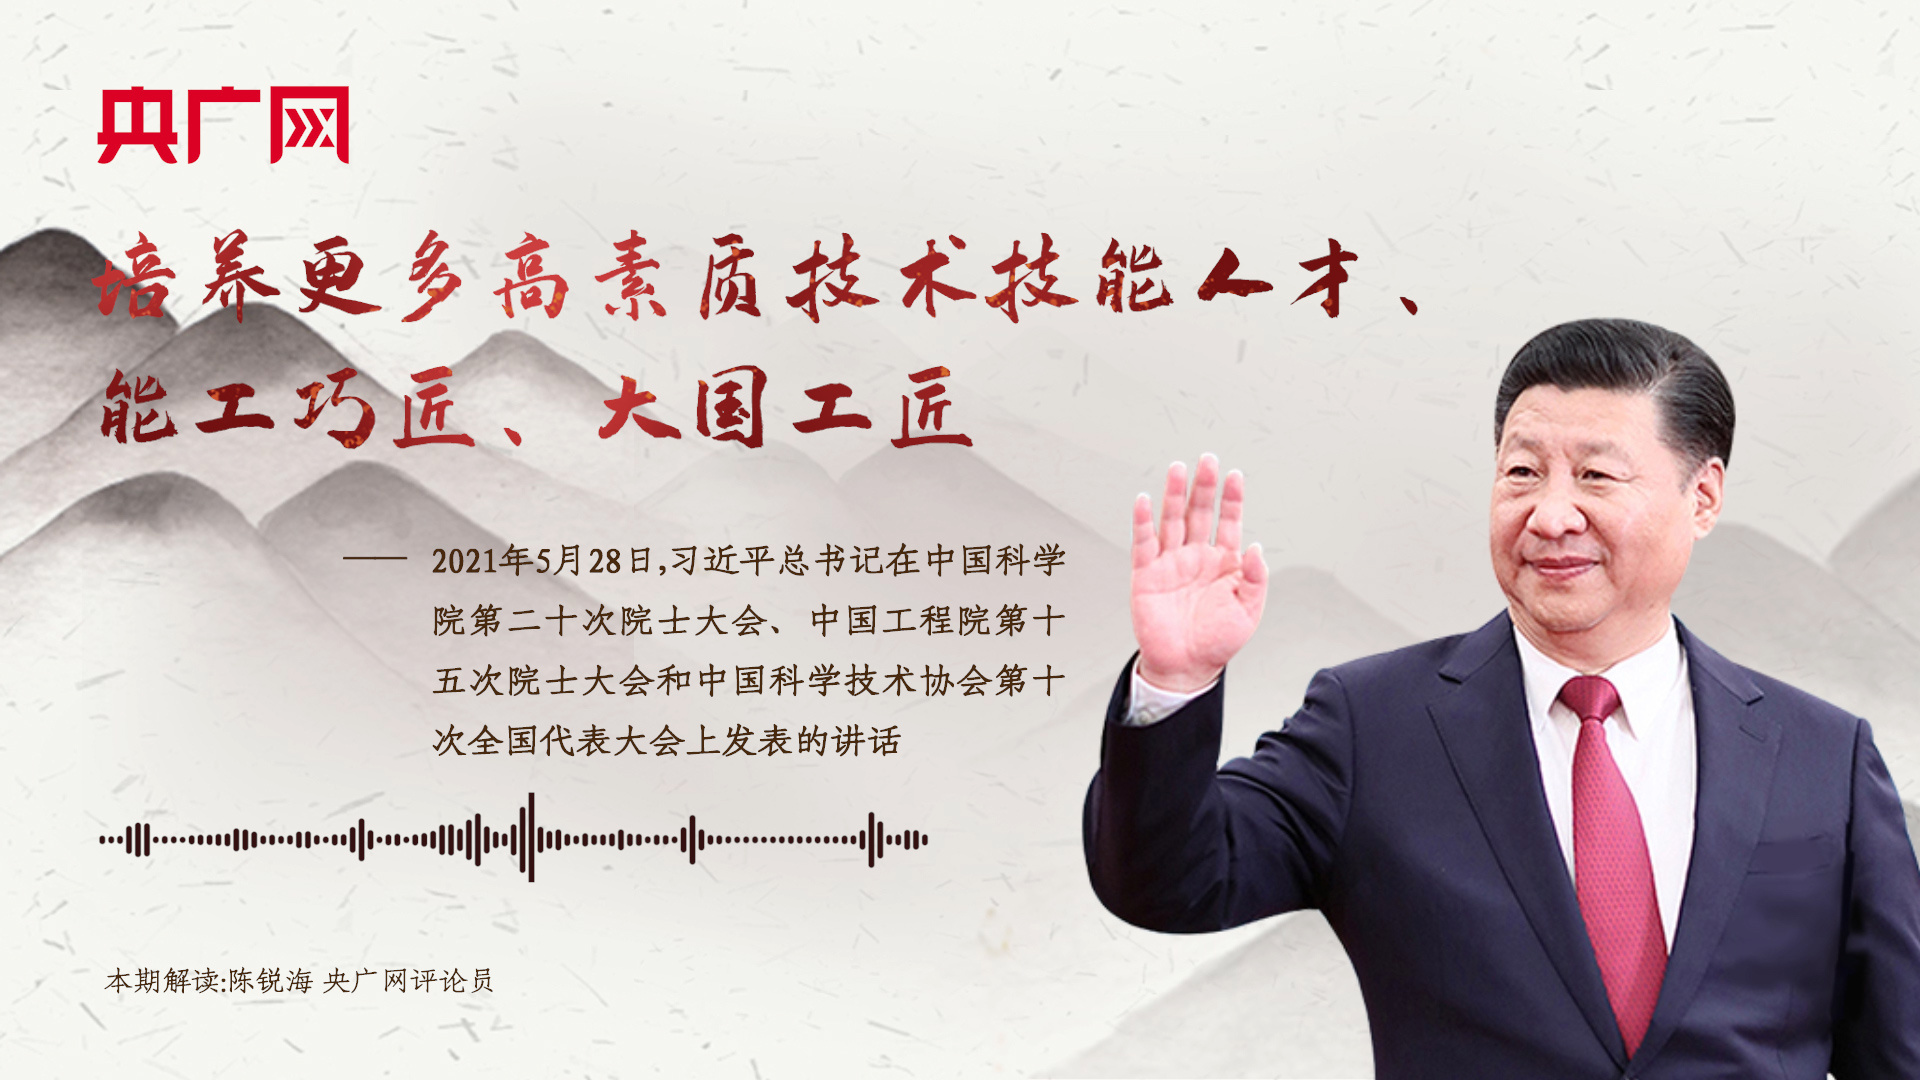 央广网
培养更多高素质技术技能人才、
能工巧匠、大国工匠
—— 2021年5月28日,习近平总书记在中国科学
院第二十次院士大会、中国工程院第十
五次院士大会和中国科学技术协会第十
次全国代表大会上发表的讲话
本期解读:陈锐海 央广网评论员